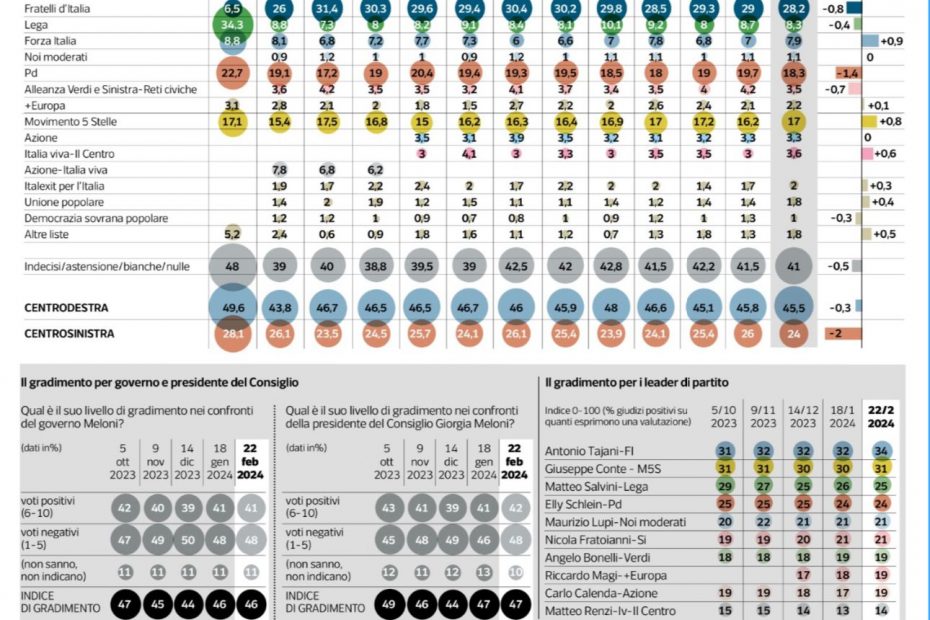 Fratelli d'Italia 6,5 26 31,4 30,3 29,6 29,4 30,4 30,2 29,8 28,5 29,3 29 28,2 -0,8
Lega 34,3 8,8 7,3 8 8,2 9,1 8,4 8,1 10,1 9,2 8 8,7 8,3 -0,4
Forza Italia 8,8 8,1 6,8 7,2 7,7 7,3 6 6,6 7 7,8 6,8 7 7,9 +0,9
Noi moderati 0,9 1,2 1 1 0,9 1,2 1 1,1 1,1 1,1 1,1 1,1 0
Pd 22,7 19,1 17,2 19 20,4 19,4 19,3 19,5 18,5 18 19 19,7 18,3 -1,4
Alleanza Verdi e Sinistra-Reti civiche 3,6 4,2 3,5 3,5 3,2 4,1 3,7 3,4 3,5 4 4,2 3,5 -0,7
+Europa 3,1 2,8 2,1 2 1,8 1,5 2,7 2,2 2 2,6 2,4 2,1 2,2 +0,1
Movimento 5 Stelle 17,1 15,4 17,5 16,8 15 16,2 16,3 16,4 16,9 17 17,2 16,2 17 +0,8
Azione 3,5 3,1 3,9 3,5 3,2 3,1 3,2 3,3 3,3 0
Italia viva-Il Centro 3 4,1 3 3,3 3 3,5 3,5 3 3,6 +0,6
Azione-Italia viva 7,8 6,8 6,2
Italexit per l'Italia 1,9 1,7 2,2 2,4 2 1,7 2,2 2 2 1,4 1,7 2 +0,3
Unione popolare 1,4 2 1,9 1,2 1,5 1,1 1,1 1,4 1,2 1,4 1,4 1,8 +0,4
Democrazia sovrana popolare 1,2 1,2 1 0,9 0,7 0,8 1 0,9 1,2 1 1,3 1 -0,3
Altre liste 5,2 2,4 0,6 0,9 1,8 1,6 1,1 1,2 0,7 1,3 1,8 1,3 1,8 +0,5
Indecisi/astensione/bianche/nulle 48 39 40 38,8 39,5 39 42,5 42 42,8 41,5 42,2 41,5 41 -0,5
CENTRODESTRA 49,6 43,8 46,7 46,5 46,5 46,7 46 45,9 48 46,6 45,1 45,8 45,5 -0,3
CENTROSINISTRA 28,1 26,1 23,5 24,5 25,7 24,1 26,1 25,4 23,9 24,1 25,4 26 24 -2
Il gradimento per governo e presidente del Consiglio
Qual è il suo livello di gradimento nei confronti
del governo Meloni?
(dati in%) 5 9 14 18 22
ott nov dic gen feb
2023 2023 2023 2024 2024
voti positivi
(6-10) 42 40 39 41 41
voti negativi
(1-5) 47 49 50 48 48
(non sanno,
non indicano) 11 11 11 11 11
INDICE
DI GRADIMENTO 47 45 44 46 46
Qual è il suo livello di gradimento nei confronti
della presidente del Consiglio Giorgia Meloni?
(dati in%) 5 9 14 18 22
ott nov dic gen feb
2023 2023 2023 2024 2024
voti positivi
(6-10) 43 41 39 41 42
voti negativi
(1-5) 45 48 49 46 48
(non sanno,
non indicano) 12 11 12 13 10
INDICE
DI GRADIMENTO 49 46 44 47 47
Il gradimento per i leader di partito
Indice 0-100 (% giudizi positivi su
quanti esprimono una valutazione)
5/10 9/11 14/12 18/1 22/2
2023 2023 2023 2024 2024
Antonio Tajani-FI 31 32 32 32 34
Giuseppe Conte - M5S 31 31 30 30 31
Matteo Salvini-Lega 29 27 25 26 25
Elly Schlein-Pd 25 25 25 24 24
Maurizio Lupi-Noi moderati 20 22 21 21 21
Nicola Fratoianni-Si 19 19 20 21 21
Angelo Bonelli-Verdi 18 18 18 19 19
Riccardo Magi-+Europa 17 18 19
Carlo Calenda-Azione 19 19 18 17 19
Matteo Renzi-Iv-Il Centro 15 15 14 13 14